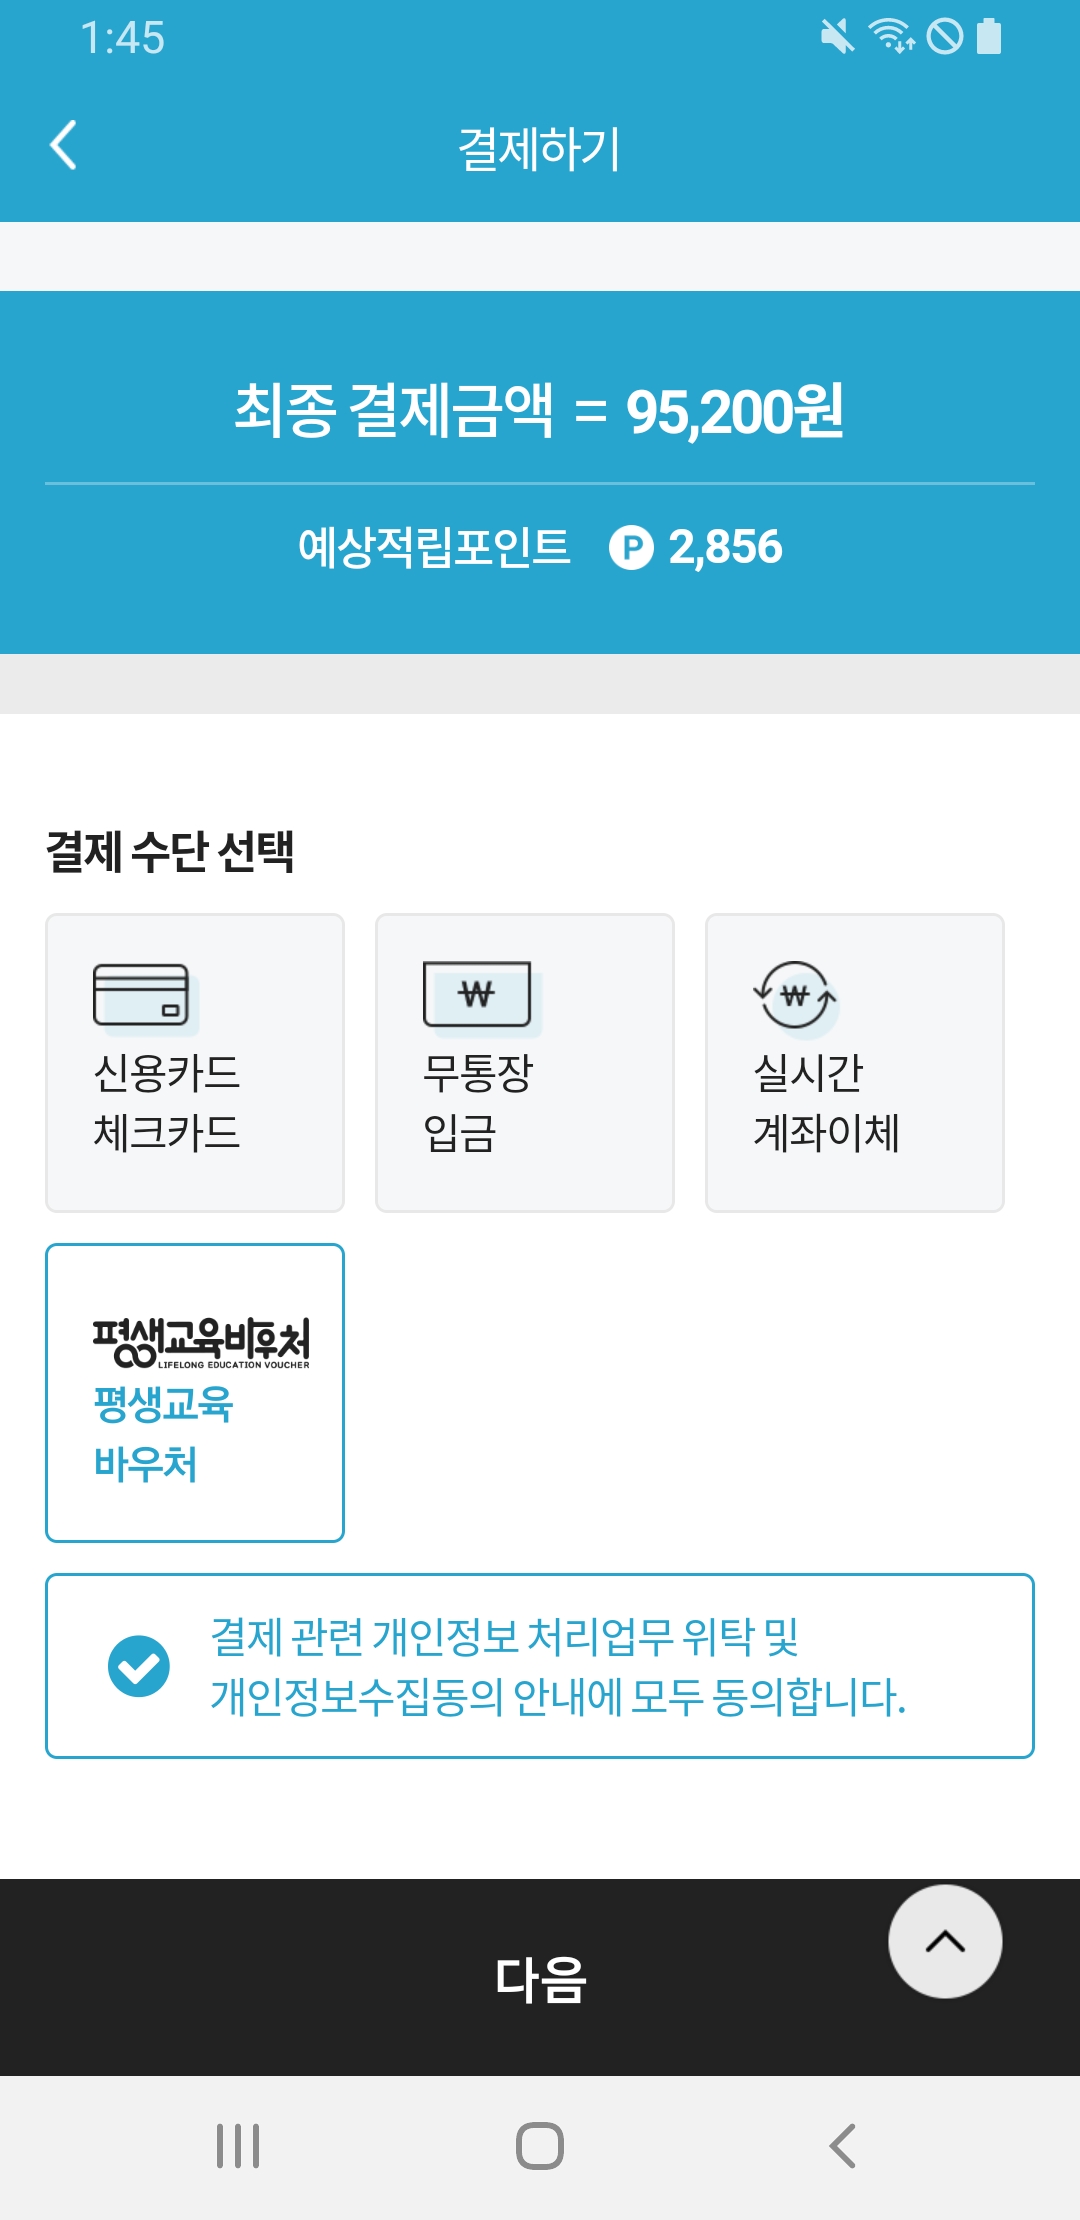 1:45
결제하기
최종 결제금액 = 95,200원
예상적립포인트 P 2,856
결제 수단 선택
신용카드
체크카드
₩
무통장
입금
₩
실시간
계좌이체
평생교육바우처
LIFELONG EDUCATION VOUCHER
평생교육
바우처
결제 관련 개인정보 처리업무 위탁 및
개인정보수집동의 안내에 모두 동의합니다.
다음